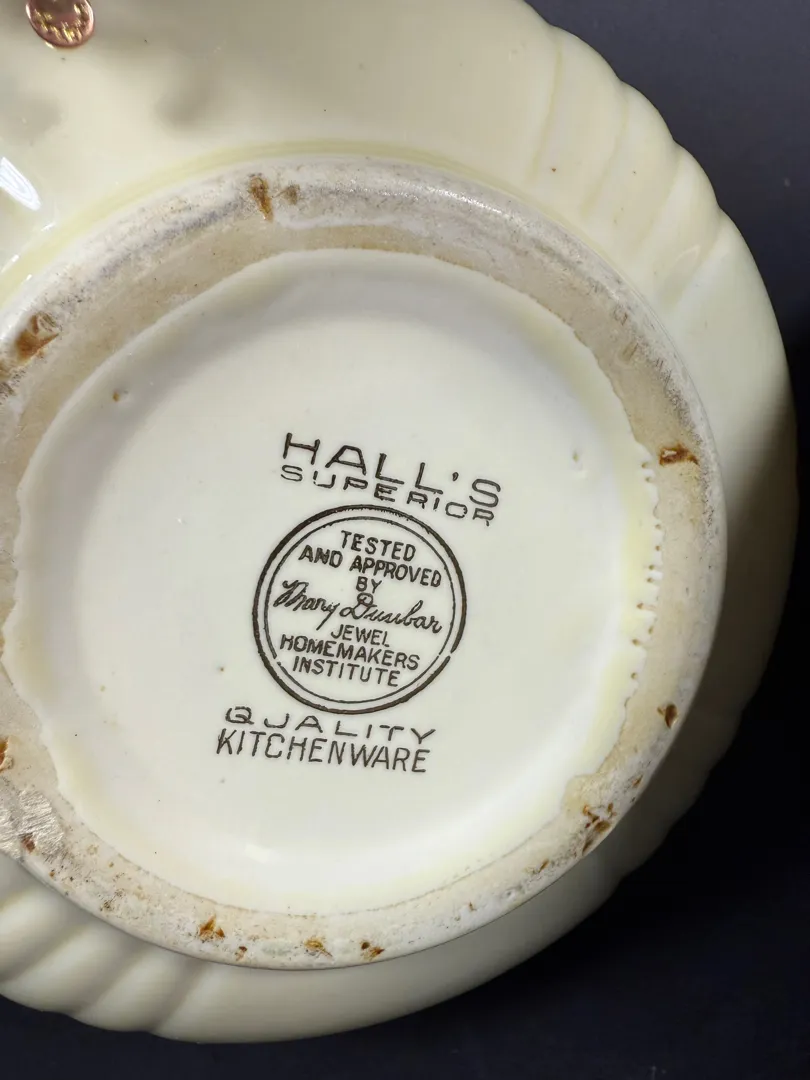 HALL'S
SUPERIOR
TESTED
AND APPROVED
BY
Mary Dunbar
JEWEL
HOMEMAKERS
INSTITUTE
QUALITY
KITCHENWARE